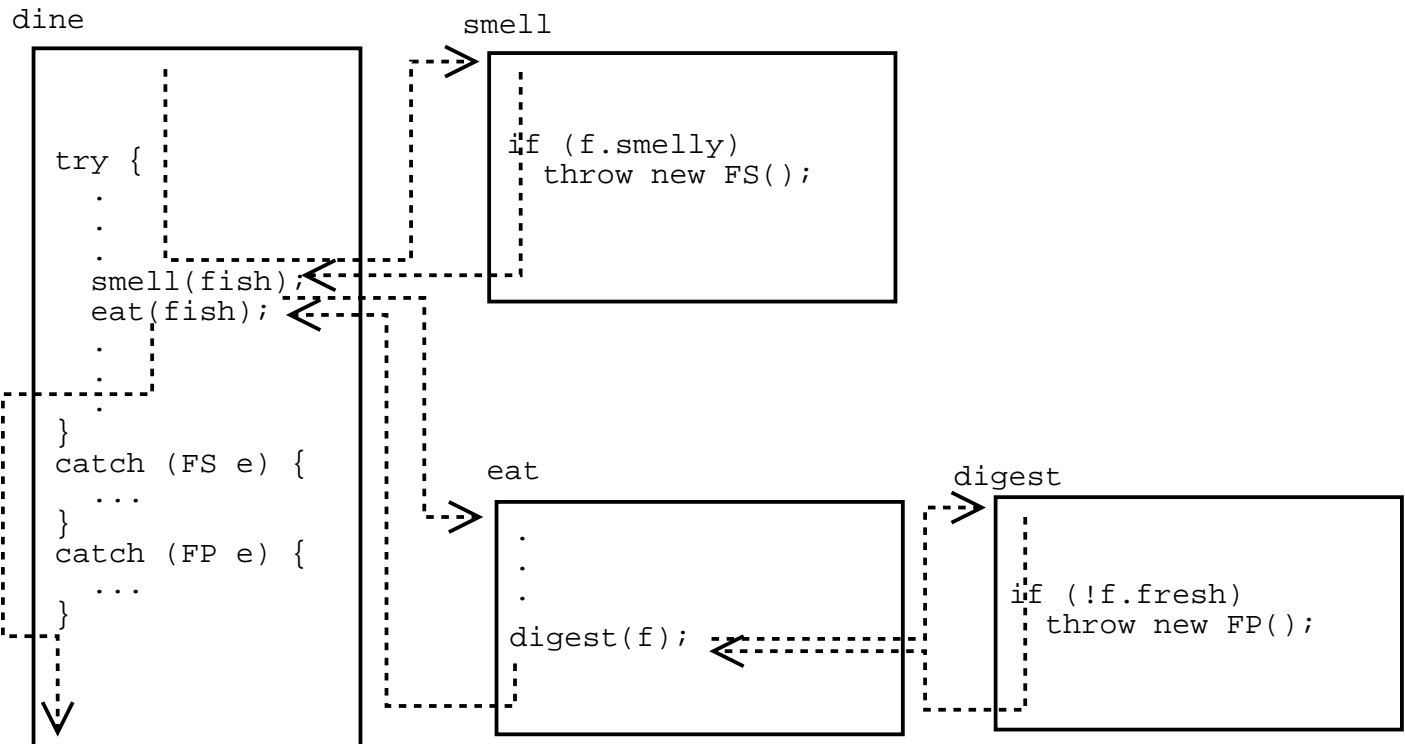 dine
try {
.
.
.
smell(fish);
eat(fish);
.
.
.
}
catch (FS e) {
...
}
catch (FP e) {
...
}
smell
if (f.smelly)
throw new FS();
eat
.
.
.
digest(f);
digest
if (!f.fresh)
throw new FP();